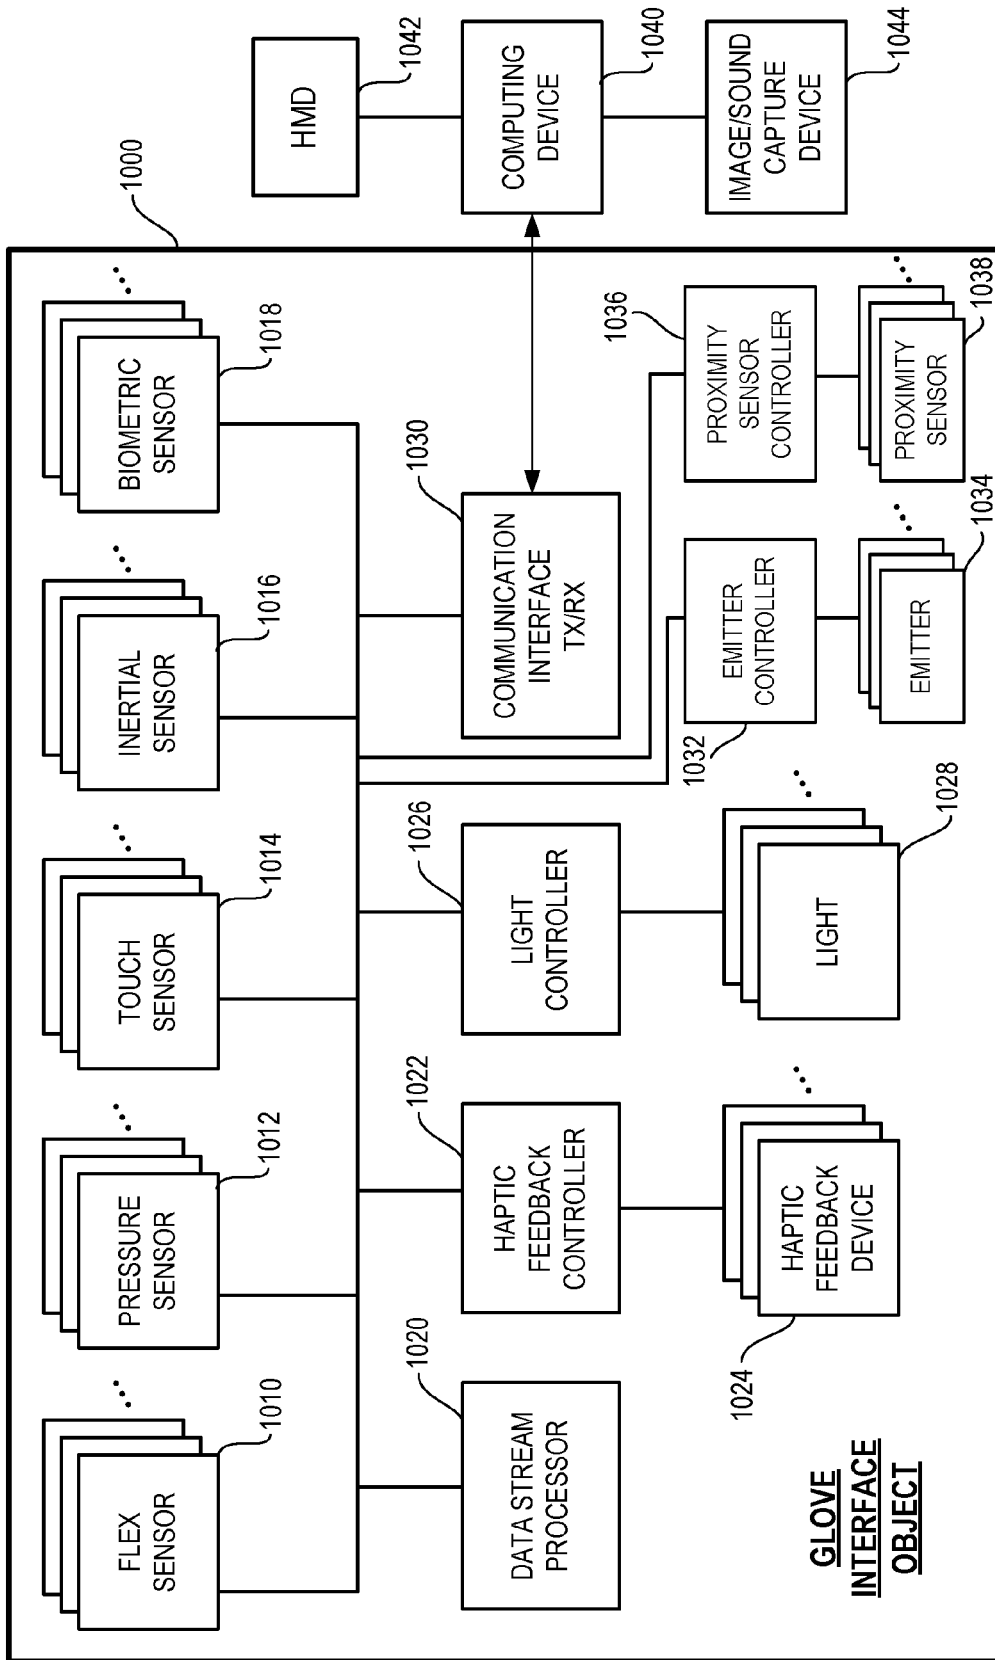 1000
FLEX
SENSOR
1010
PRESSURE
SENSOR
1012
TOUCH
SENSOR
1014
INERTIAL
SENSOR
1016
BIOMETRIC
SENSOR
1018
DATA STREAM
PROCESSOR
1020
HAPTIC
FEEDBACK
CONTROLLER
1022
LIGHT
CONTROLLER
1026
COMMUNICATION
INTERFACE
TX/RX
1030
HAPTIC
FEEDBACK
DEVICE
1024
LIGHT
1028
EMITTER
CONTROLLER
1032
EMITTER
1034
PROXIMITY
SENSOR
CONTROLLER
1036
PROXIMITY
SENSOR
1038
GLOVE
INTERFACE
OBJECT
HMD
1042
COMPUTING
DEVICE
1040
IMAGE/SOUND
CAPTURE
DEVICE
1044